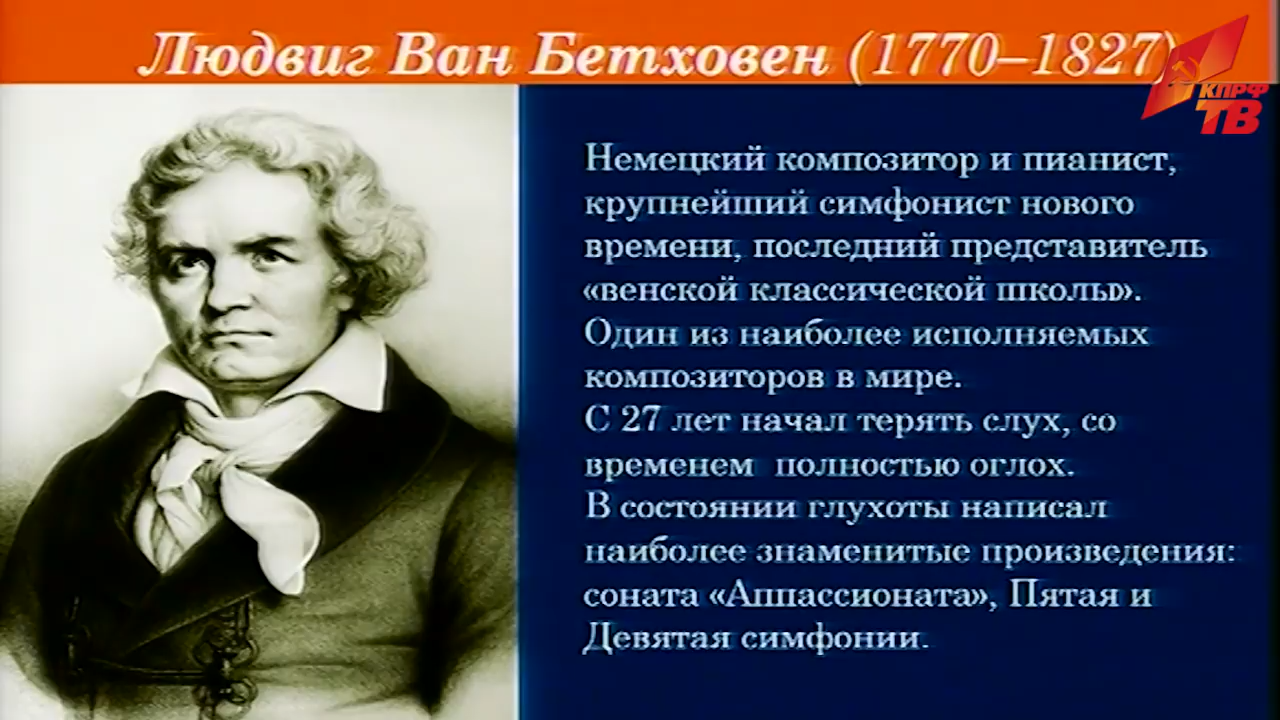 Людвиг Ван Бетховен (1770–1827)
КПРФ
ТВ
Немецкий композитор и пианист,
крупнейший симфонист нового
времени, последний представитель
«венской классической школы».
Один из наиболее исполняемых
композиторов в мире.
С 27 лет начал терять слух, со
временем полностью оглох.
В состоянии глухоты написал
наиболее знаменитые произведения:
соната «Аппассионата», Пятая и
Девятая симфонии.